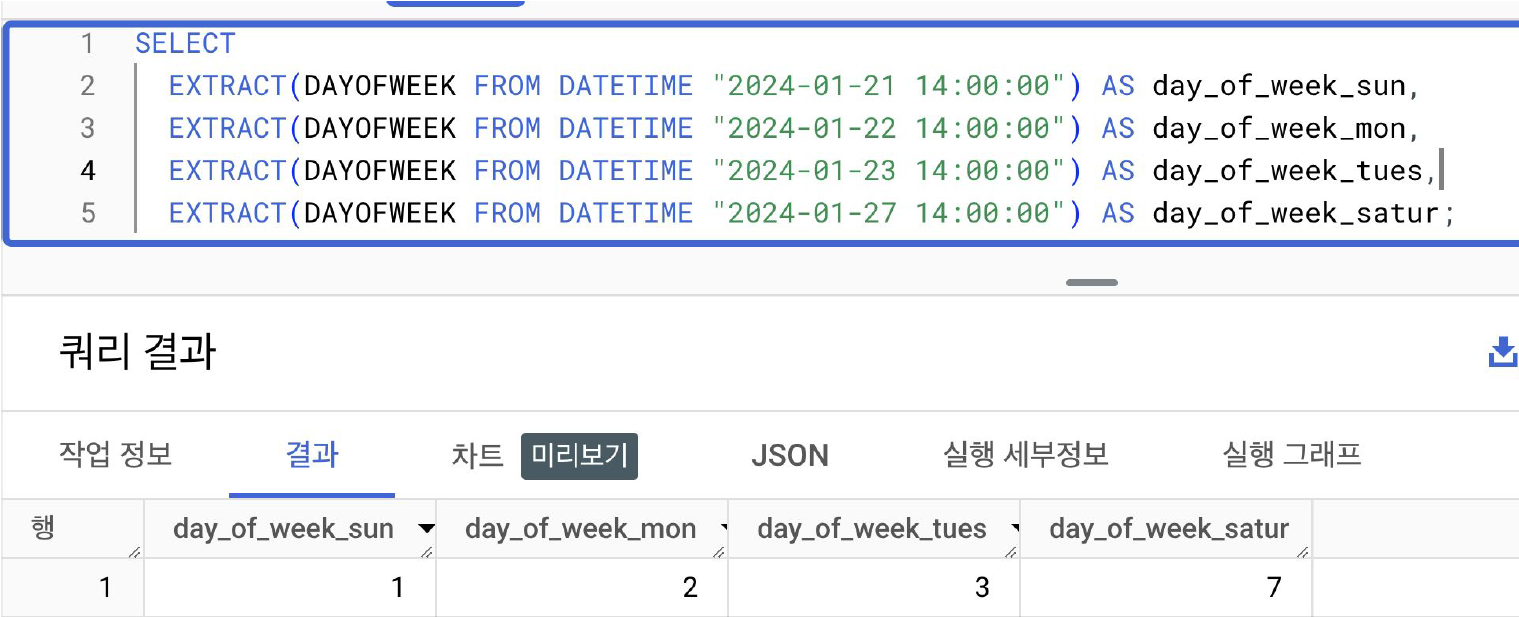 1 SELECT
2 EXTRACT(DAYOFWEEK FROM DATETIME "2024-01-21 14:00:00") AS day_of_week_sun,
3 EXTRACT(DAYOFWEEK FROM DATETIME "2024-01-22 14:00:00") AS day_of_week_mon,
4 EXTRACT(DAYOFWEEK FROM DATETIME "2024-01-23 14:00:00") AS day_of_week_tues,
5 EXTRACT(DAYOFWEEK FROM DATETIME "2024-01-27 14:00:00") AS day_of_week_satur;
쿼리 결과
작업 정보 결과 차트 미리보기 JSON 실행 세부정보 실행 그래프
행 day_of_week_sun day_of_week_mon day_of_week_tues day_of_week_satur
1 1 2 3 7